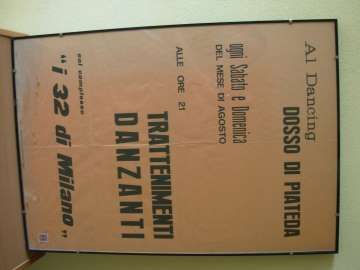 Al Dancing
DOSSO DI PIATEDA
ogni Sabato e Domenica
DEL MESE DI AGOSTO
ALLE ORE 21
TRATTENIMENTI
DANZANTI
col complesso
" i 32 di Milano "